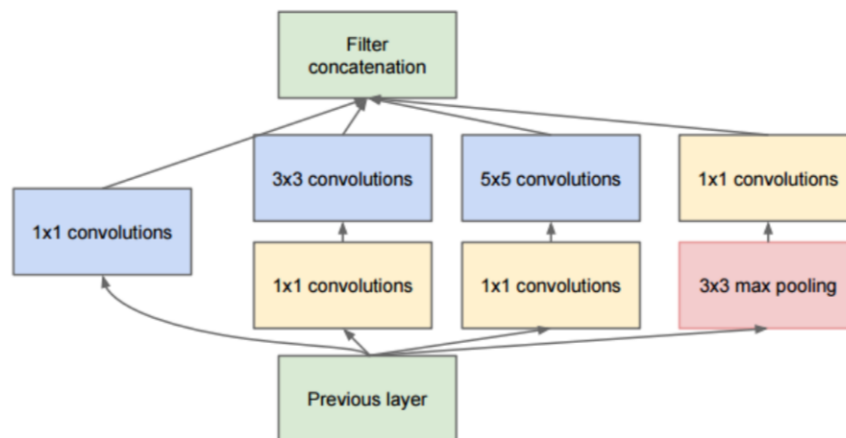 Filter
concatenation
3x3 convolutions
5x5 convolutions
1x1 convolutions
1x1 convolutions
1x1 convolutions
1x1 convolutions
3x3 max pooling
Previous layer